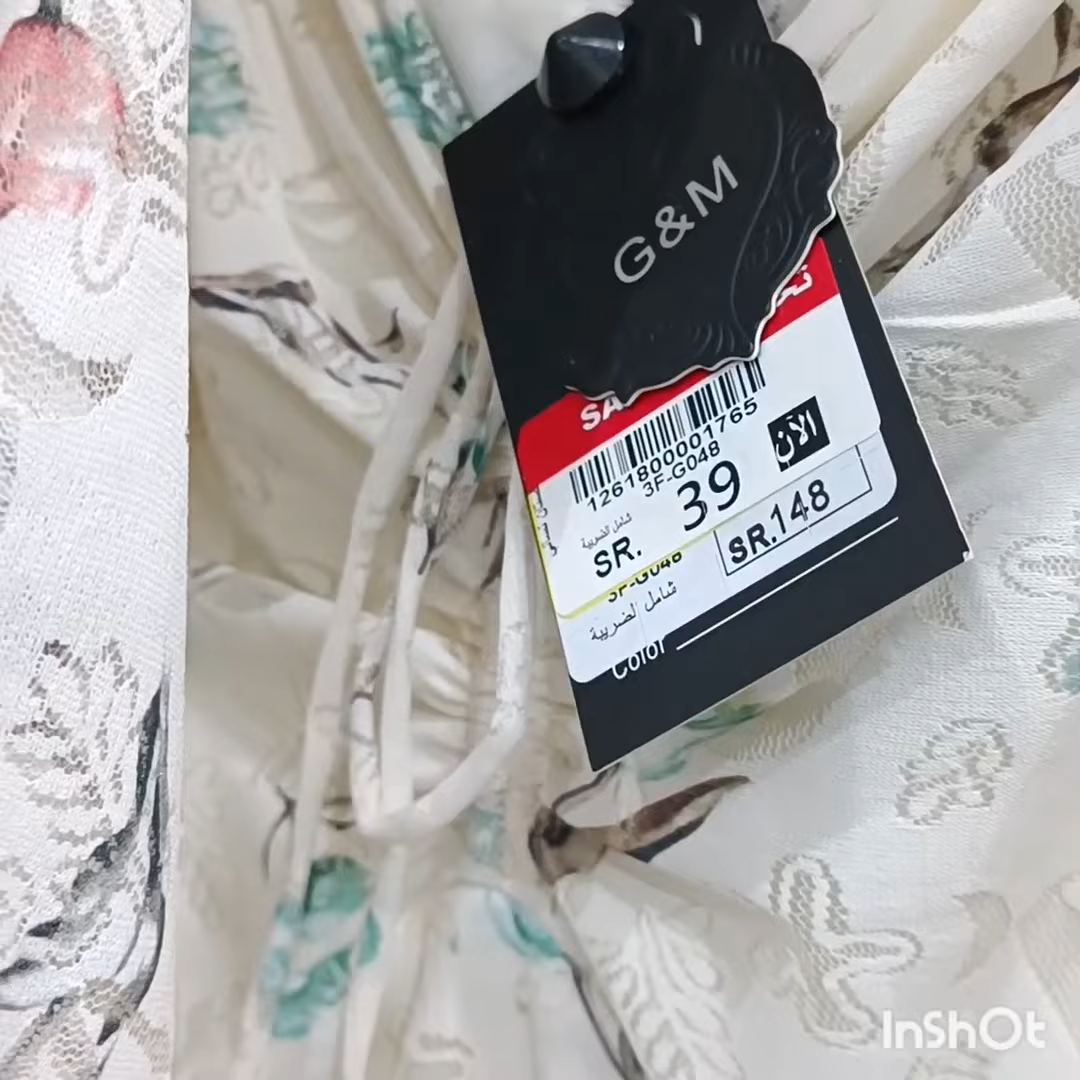 G&M
SA
1261800001765
3F-G048
الآن
39
شامل الضريبة
SR.
SR.148
3F-G048
شامل الضريبة
Color
InShOt